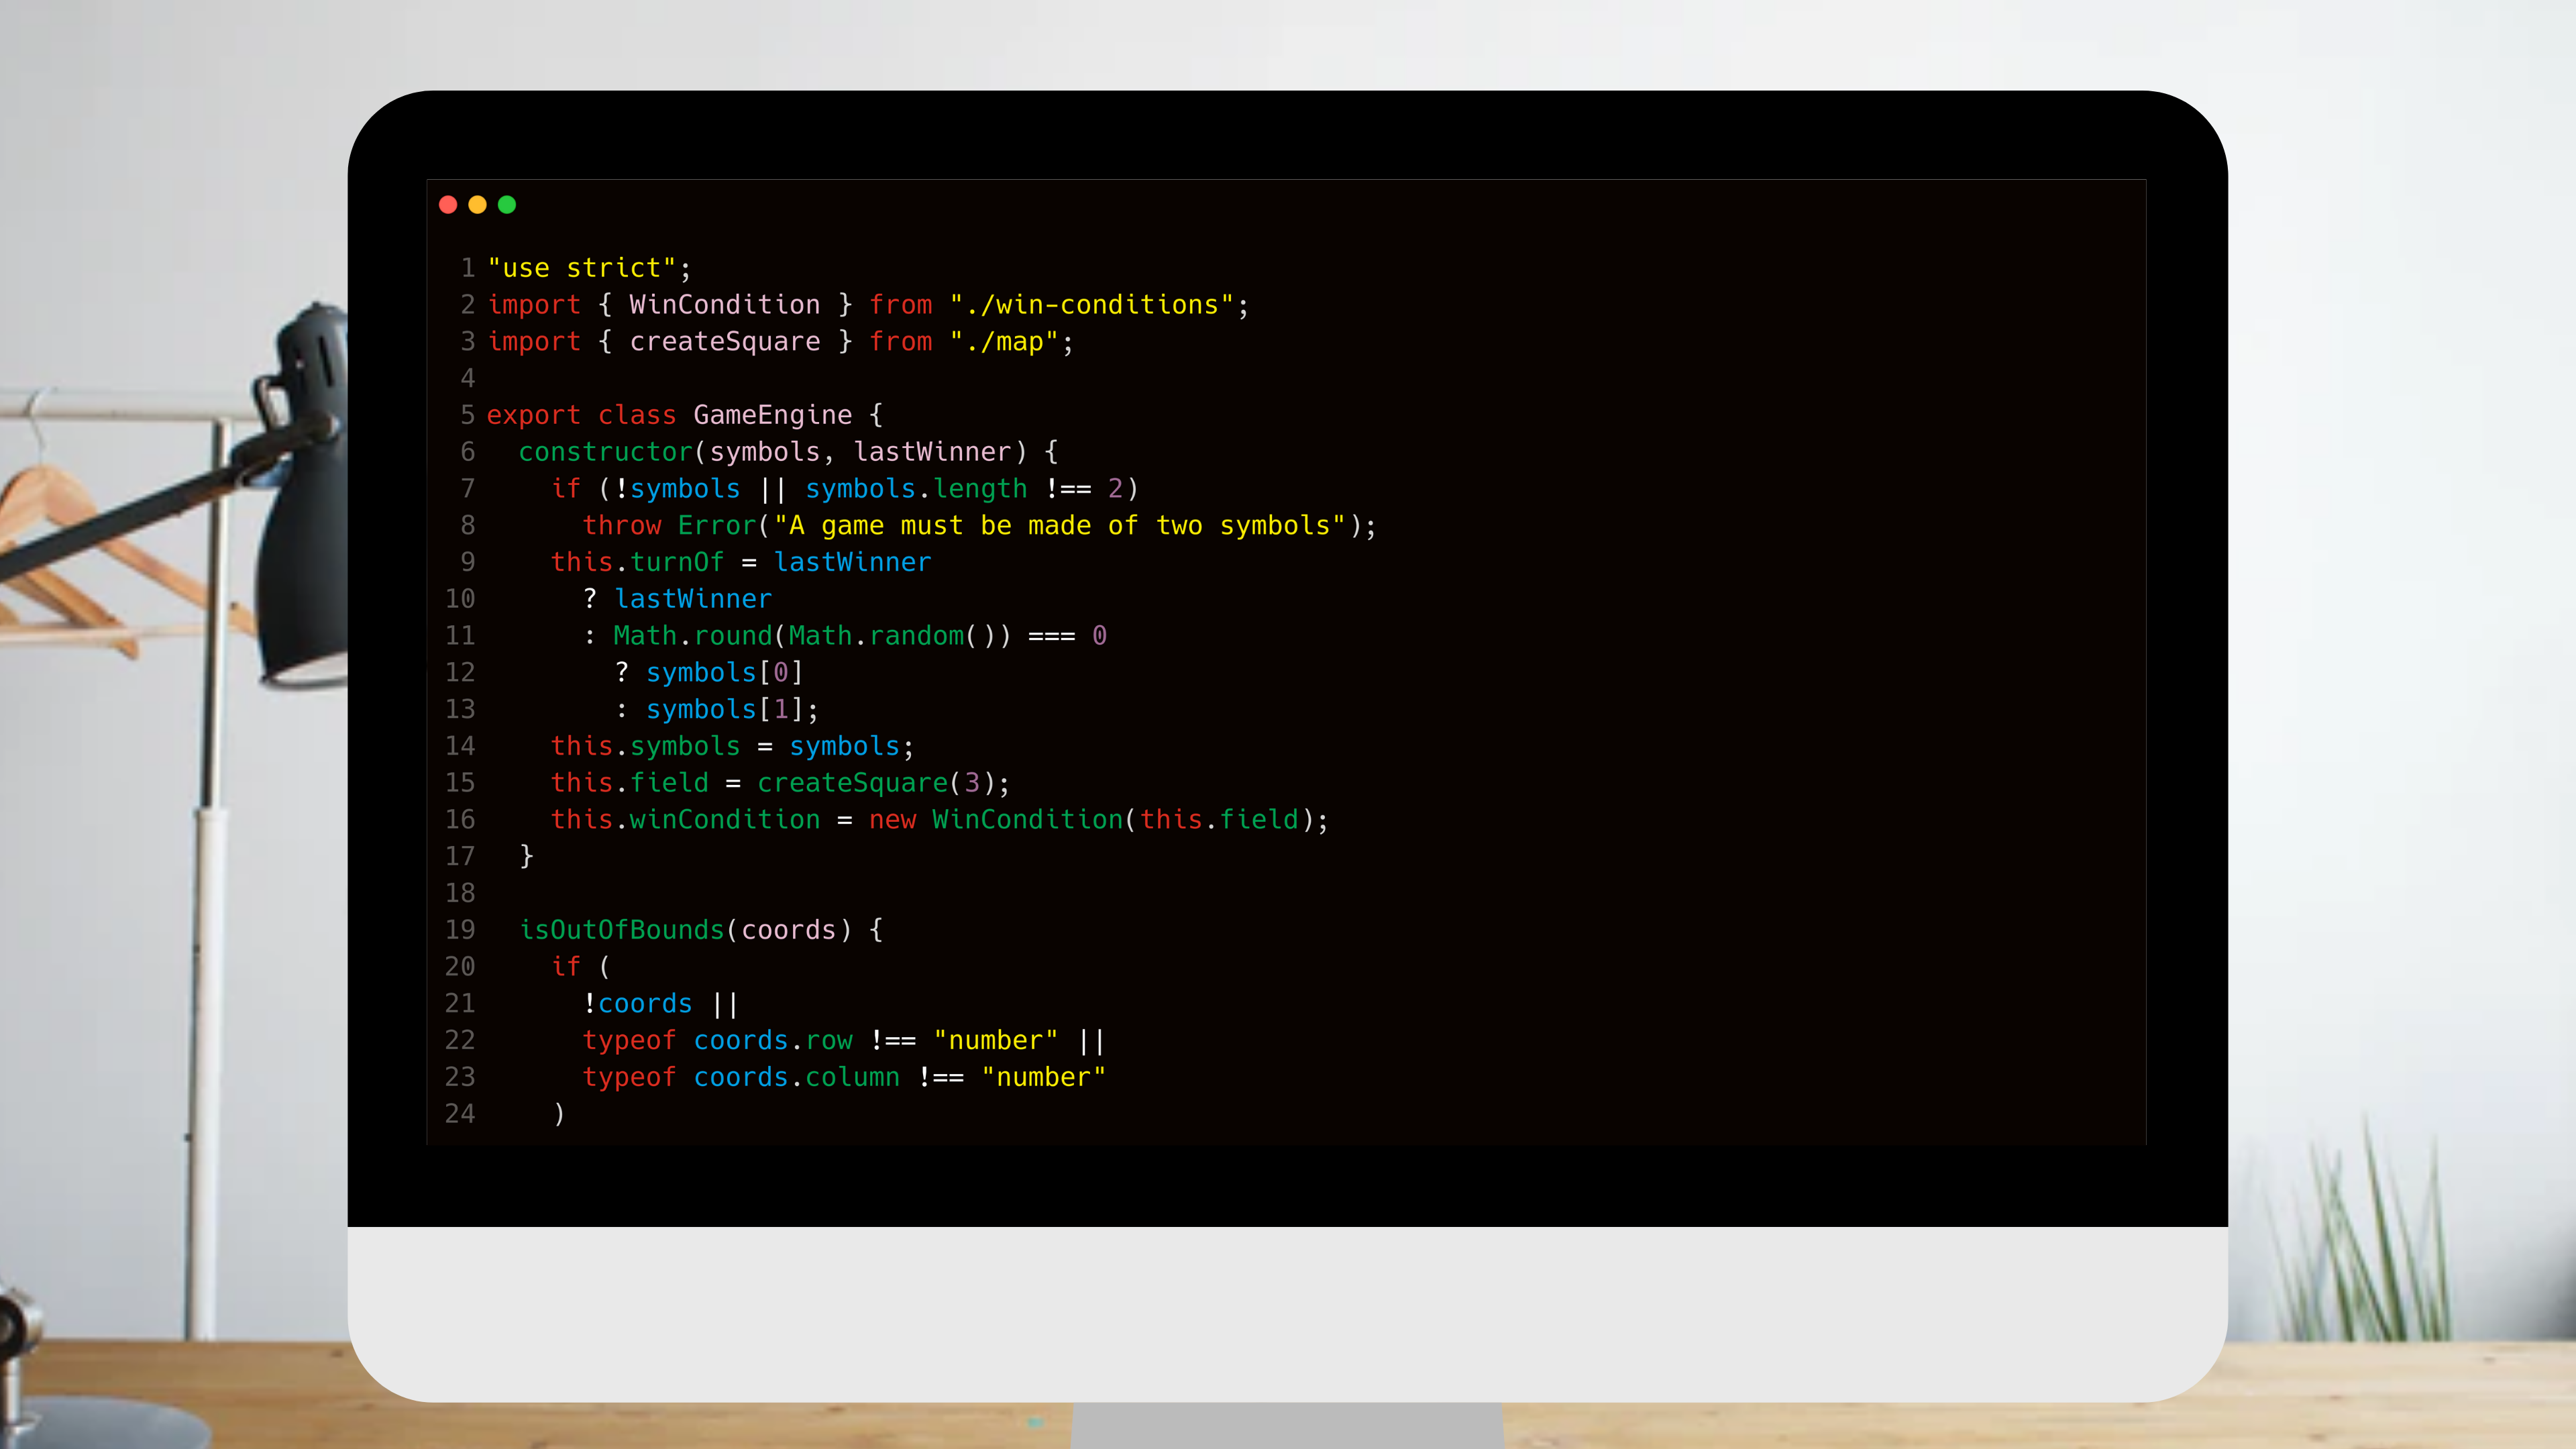 1 "use strict";
2 import { WinCondition } from "./win-conditions";
3 import { createSquare } from "./map";
4
5 export class GameEngine {
6   constructor(symbols, lastWinner) {
7     if (!symbols || symbols.length !== 2)
8       throw Error("A game must be made of two symbols");
9     this.turnOf = lastWinner
10       ? lastWinner
11       : Math.round(Math.random()) === 0
12         ? symbols[0]
13         : symbols[1];
14     this.symbols = symbols;
15     this.field = createSquare(3);
16     this.winCondition = new WinCondition(this.field);
17   }
18
19   isOutOfBounds(coords) {
20     if (
21       !coords ||
22       typeof coords.row !== "number" ||
23       typeof coords.column !== "number"
24     )